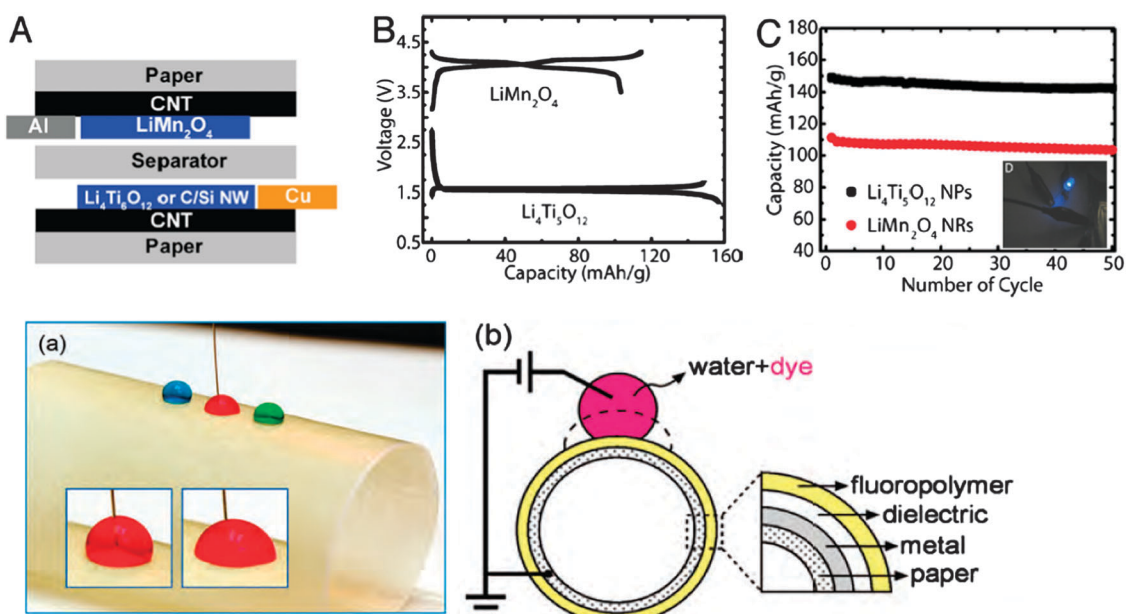 A
Paper
CNT
Al
LiMn₂O₄
Separator
Li₄Ti₅O₁₂ or C/Si NW
Cu
CNT
Paper
B
4.5
3.5
2.5
1.5
0.5
Voltage (V)
LiMn₂O₄
Li₄Ti₅O₁₂
0 40 80 120 160
Capacity (mAh/g)
C
180
160
140
120
100
80
60
40
Capacity (mAh/g)
D
Li₄Ti₅O₁₂ NPs
LiMn₂O₄ NRs
0 10 20 30 40 50
Number of Cycle
(a)
(b)
water+dye
fluoropolymer
dielectric
metal
paper